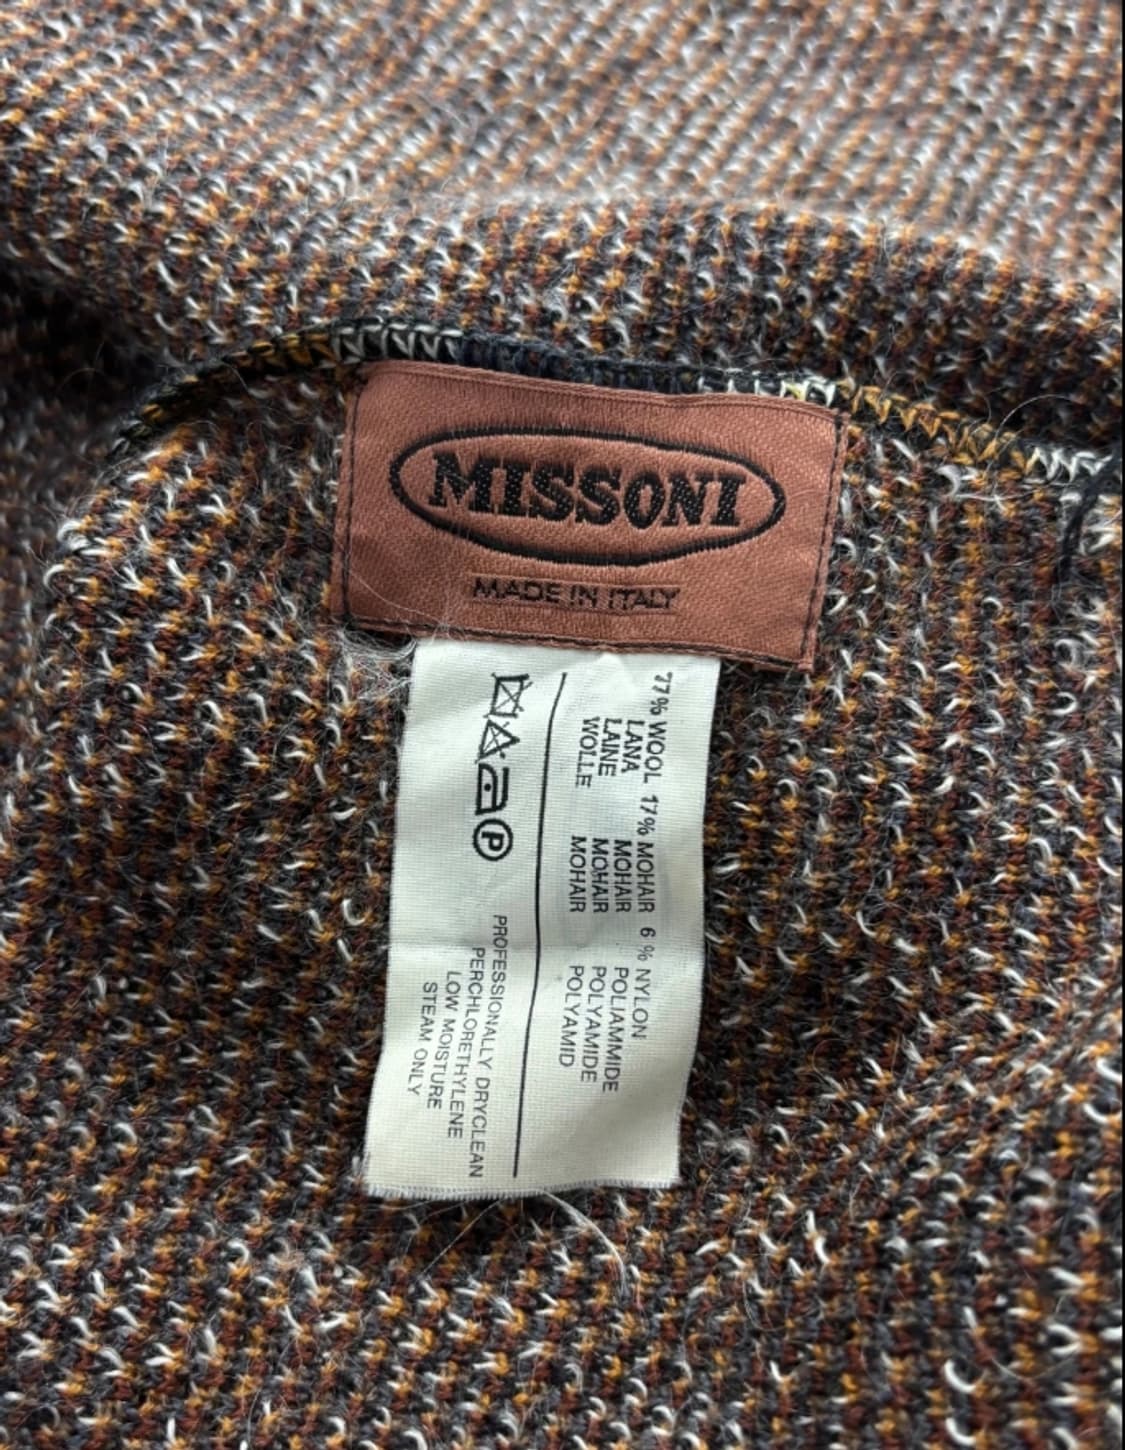 MISSONI
MADE IN ITALY
77% WOOL 17% MOHAIR 6 % NYLON
LANA MOHAIR POLIAMMIDE
LAINE MOHAIR POLYAMIDE
WOLLE MOHAIR POLYAMID
P
PROFESSIONALLY DRYCLEAN
PERCHLORETHYLENE
LOW MOISTURE
STEAM ONLY